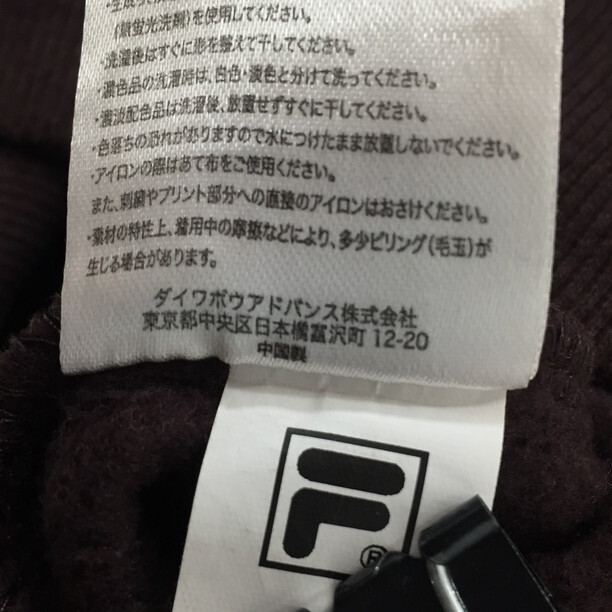 (無蛍光洗剤)を使用してください。
・洗濯後はすぐに形を整えて干してください。
・濃色品の洗濯時は、白色・淡色と分けて洗ってください。
・濃淡配色品は洗濯後、放置せずすぐに干してください。
・色落ちの恐れがありますので水につけたまま放置しないでください。
・アイロンの際はあて布をご使用ください。
また、刺繍やプリント部分への直接のアイロンはおさけください。
・素材の特性上、着用中の摩擦などにより、多少ピリング(毛玉)が
生じる場合があります。
ダイワボウアドバンス株式会社
東京都中央区日本橋富沢町 12-20
中国製
F
®